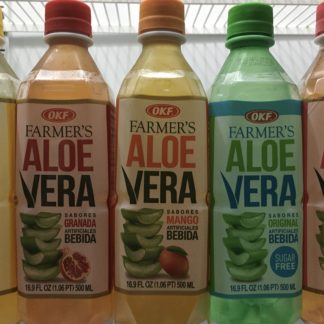 OKF
FARMER'S
ALOE
VERA
SABORES
GRANADA
ARTIFICIALES
BEBIDA
16.9 FL OZ (1.06 PT) 500 ML
OKF
FARMER'S
ALOE
VERA
SABORES
MANGO
ARTIFICIALES
BEBIDA
16.9 FL OZ (1.06 PT) 500 ML
OKF
FARMER'S
ALOE
VERA
SABORES
ORIGINAL
ARTIFICIALES
BEBIDA
SUGAR
FREE
16.9 FL OZ (1.06 PT) 500 ML